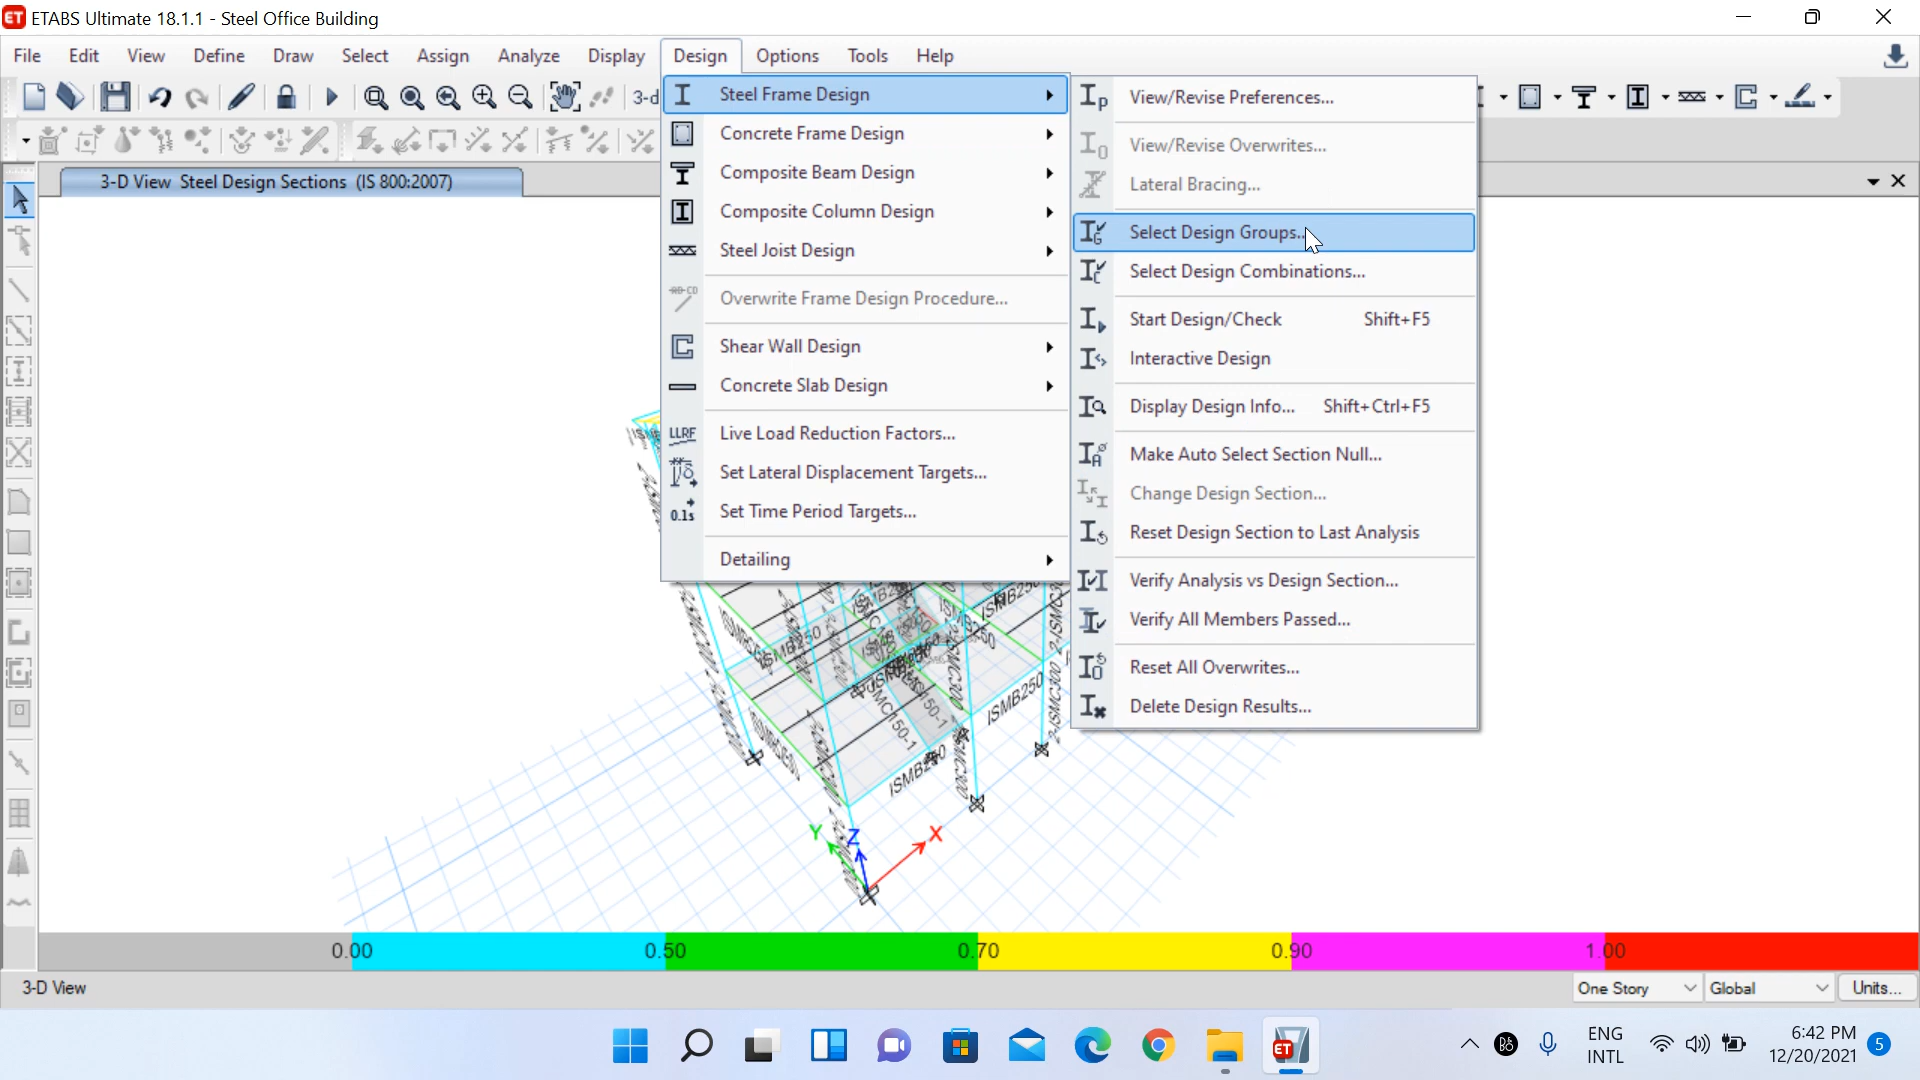 ETABS Ultimate 18.1.1 - Steel Office Building
File Edit View Define Draw Select Assign Analyze Display Design Options Tools Help
3-d
3-D View Steel Design Sections (IS 800:2007)
Steel Frame Design
Concrete Frame Design
Composite Beam Design
Composite Column Design
Steel Joist Design
Overwrite Frame Design Procedure...
Shear Wall Design
Concrete Slab Design
LLRF Live Load Reduction Factors...
Set Lateral Displacement Targets...
0.1s Set Time Period Targets...
Detailing
View/Revise Preferences...
View/Revise Overwrites...
Lateral Bracing...
Select Design Groups...
Select Design Combinations...
Start Design/Check Shift+F5
Interactive Design
Display Design Info... Shift+Ctrl+F5
Make Auto Select Section Null...
Change Design Section...
Reset Design Section to Last Analysis
Verify Analysis vs Design Section...
Verify All Members Passed...
Reset All Overwrites...
Delete Design Results...
ISMB250
ISMB250
ISMB250
2-ISMC300
Y Z X
0.00 0.50 0.70 0.90 1.00
3-D View
One Story Global Units...
ET
ENG
INTL
6:42 PM
12/20/2021
5